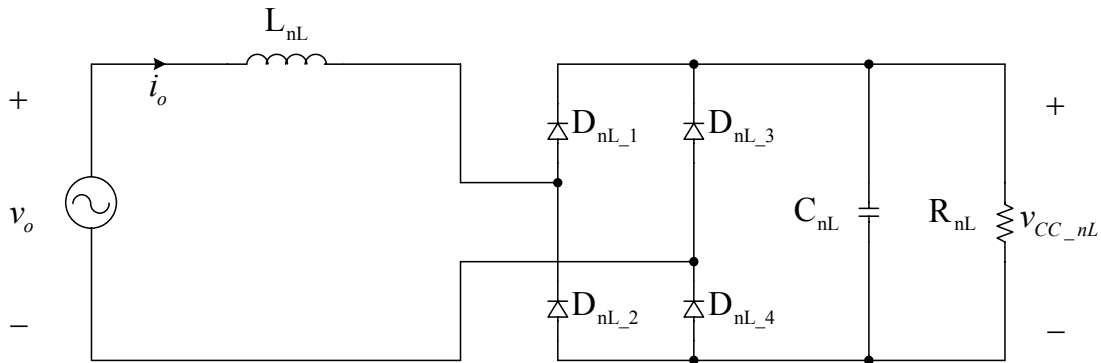 L_nL
+
i_o
D_nL_1
D_nL_3
+
v_o
C_nL
R_nL
v_CC_nL
−
D_nL_2
D_nL_4
−